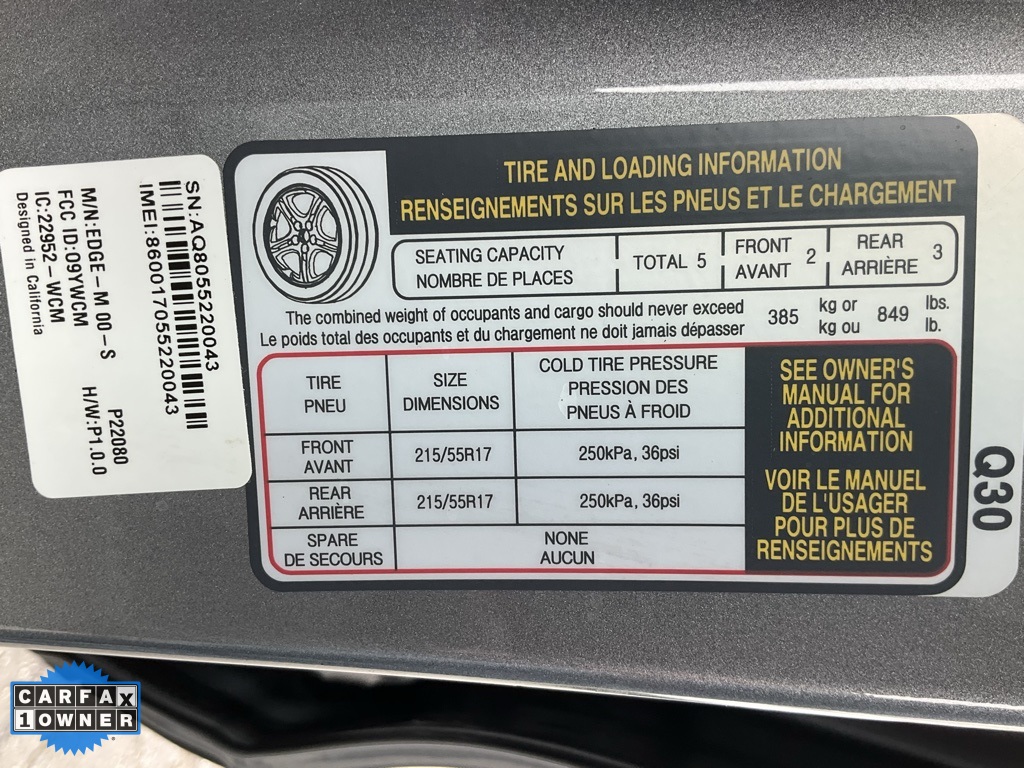 SN:AQ8055220043
IMEI:860017055220043
M/N:EDGE-M 00-S P22080
FCC ID:09YWCM H/W:P1.0.0
IC:22952-WCM
Designed in California
TIRE AND LOADING INFORMATION
RENSEIGNEMENTS SUR LES PNEUS ET LE CHARGEMENT
SEATING CAPACITY
NOMBRE DE PLACES
TOTAL 5
FRONT
AVANT
2
REAR
ARRIÈRE
3
The combined weight of occupants and cargo should never exceed
Le poids total des occupants et du chargement ne doit jamais dépasser
385
kg or
kg ou
849
lbs.
lb.
TIRE
PNEU
SIZE
DIMENSIONS
COLD TIRE PRESSURE
PRESSION DES
PNEUS À FROID
FRONT
AVANT
215/55R17
250kPa, 36psi
REAR
ARRIÈRE
215/55R17
250kPa, 36psi
SPARE
DE SECOURS
NONE
AUCUN
SEE OWNER'S
MANUAL FOR
ADDITIONAL
INFORMATION
VOIR LE MANUEL
DE L'USAGER
POUR PLUS DE
RENSEIGNEMENTS
Q30
CARFAX
1 OWNER